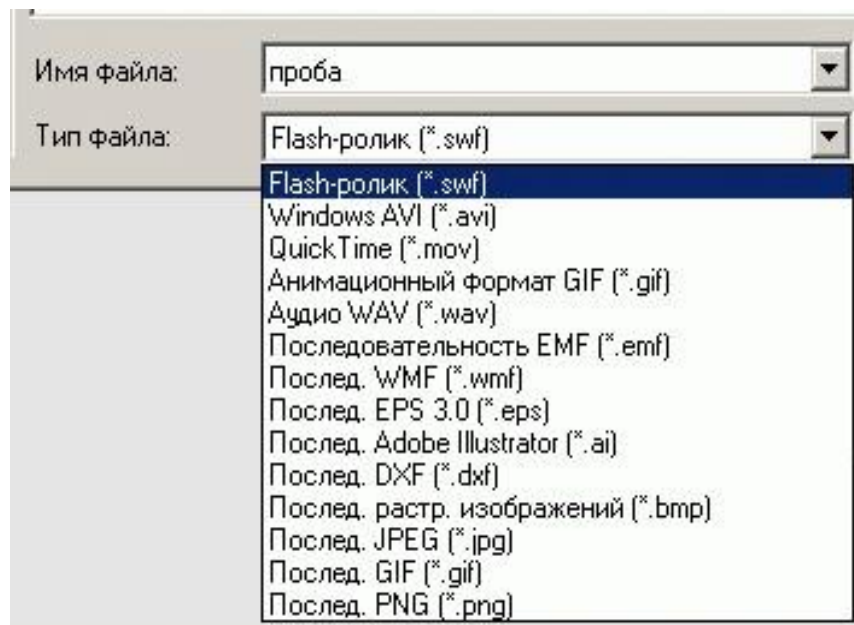 Имя файла: проба
Тип файла: Flash-ролик (*.swf)
Flash-ролик (*.swf)
Windows AVI (*.avi)
QuickTime (*.mov)
Анимационный формат GIF (*.gif)
Аудио WAV (*.wav)
Последовательность EMF (*.emf)
Послед. WMF (*.wmf)
Послед. EPS 3.0 (*.eps)
Послед. Adobe Illustrator (*.ai)
Послед. DXF (*.dxf)
Послед. растр. изображений (*.bmp)
Послед. JPEG (*.jpg)
Послед. GIF (*.gif)
Послед. PNG (*.png)